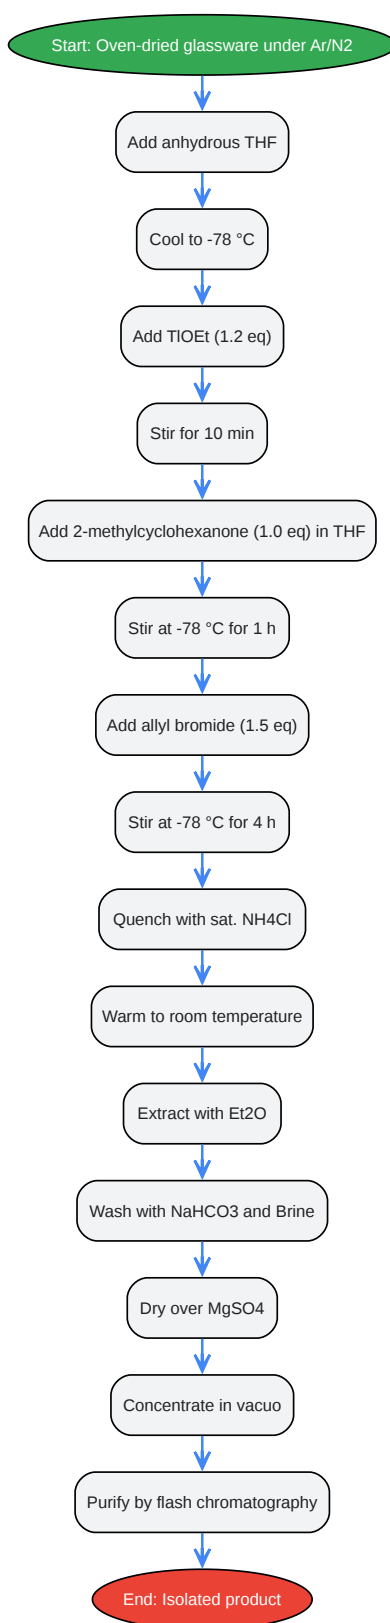 Start: Oven-dried glassware under Ar/N2
Add anhydrous THF
Cool to -78 °C
Add TlOEt (1.2 eq)
Stir for 10 min
Add 2-methylcyclohexanone (1.0 eq) in THF
Stir at -78 °C for 1 h
Add allyl bromide (1.5 eq)
Stir at -78 °C for 4 h
Quench with sat. NH4Cl
Warm to room temperature
Extract with Et2O
Wash with NaHCO3 and Brine
Dry over MgSO4
Concentrate in vacuo
Purify by flash chromatography
End: Isolated product